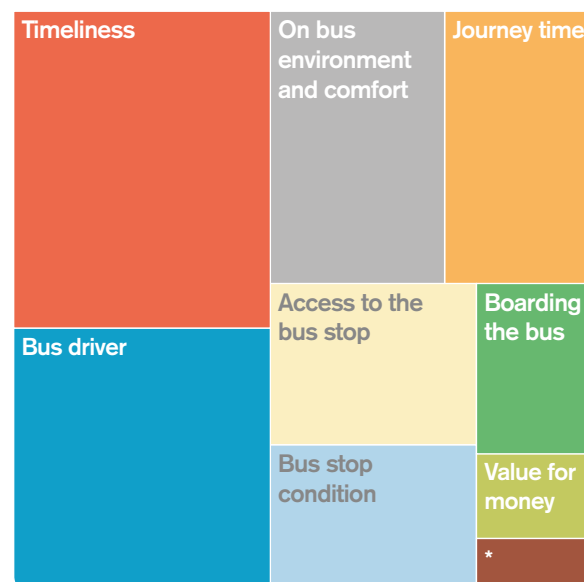 Timeliness
On bus
environment
and comfort
Journey time
Access to the
bus stop
Boarding
the bus
Bus driver
Bus stop
condition
Value for
money
*